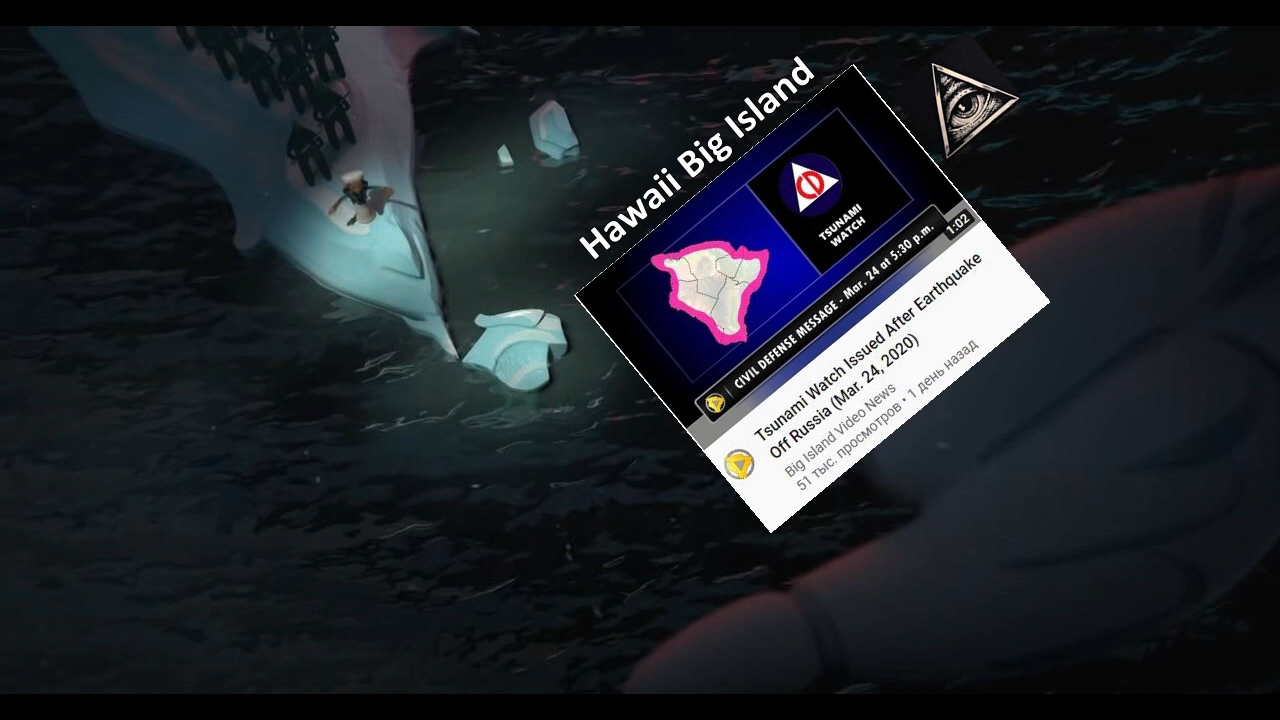 Hawaii Big Island
TSUNAMI
WATCH
CIVIL DEFENSE MESSAGE - Mar. 24 at 5:30 p.m.
1:02
Tsunami Watch Issued After Earthquake
Off Russia (Mar. 24, 2020)
Big Island Video News
51 тыс. просмотров • 1 день назад